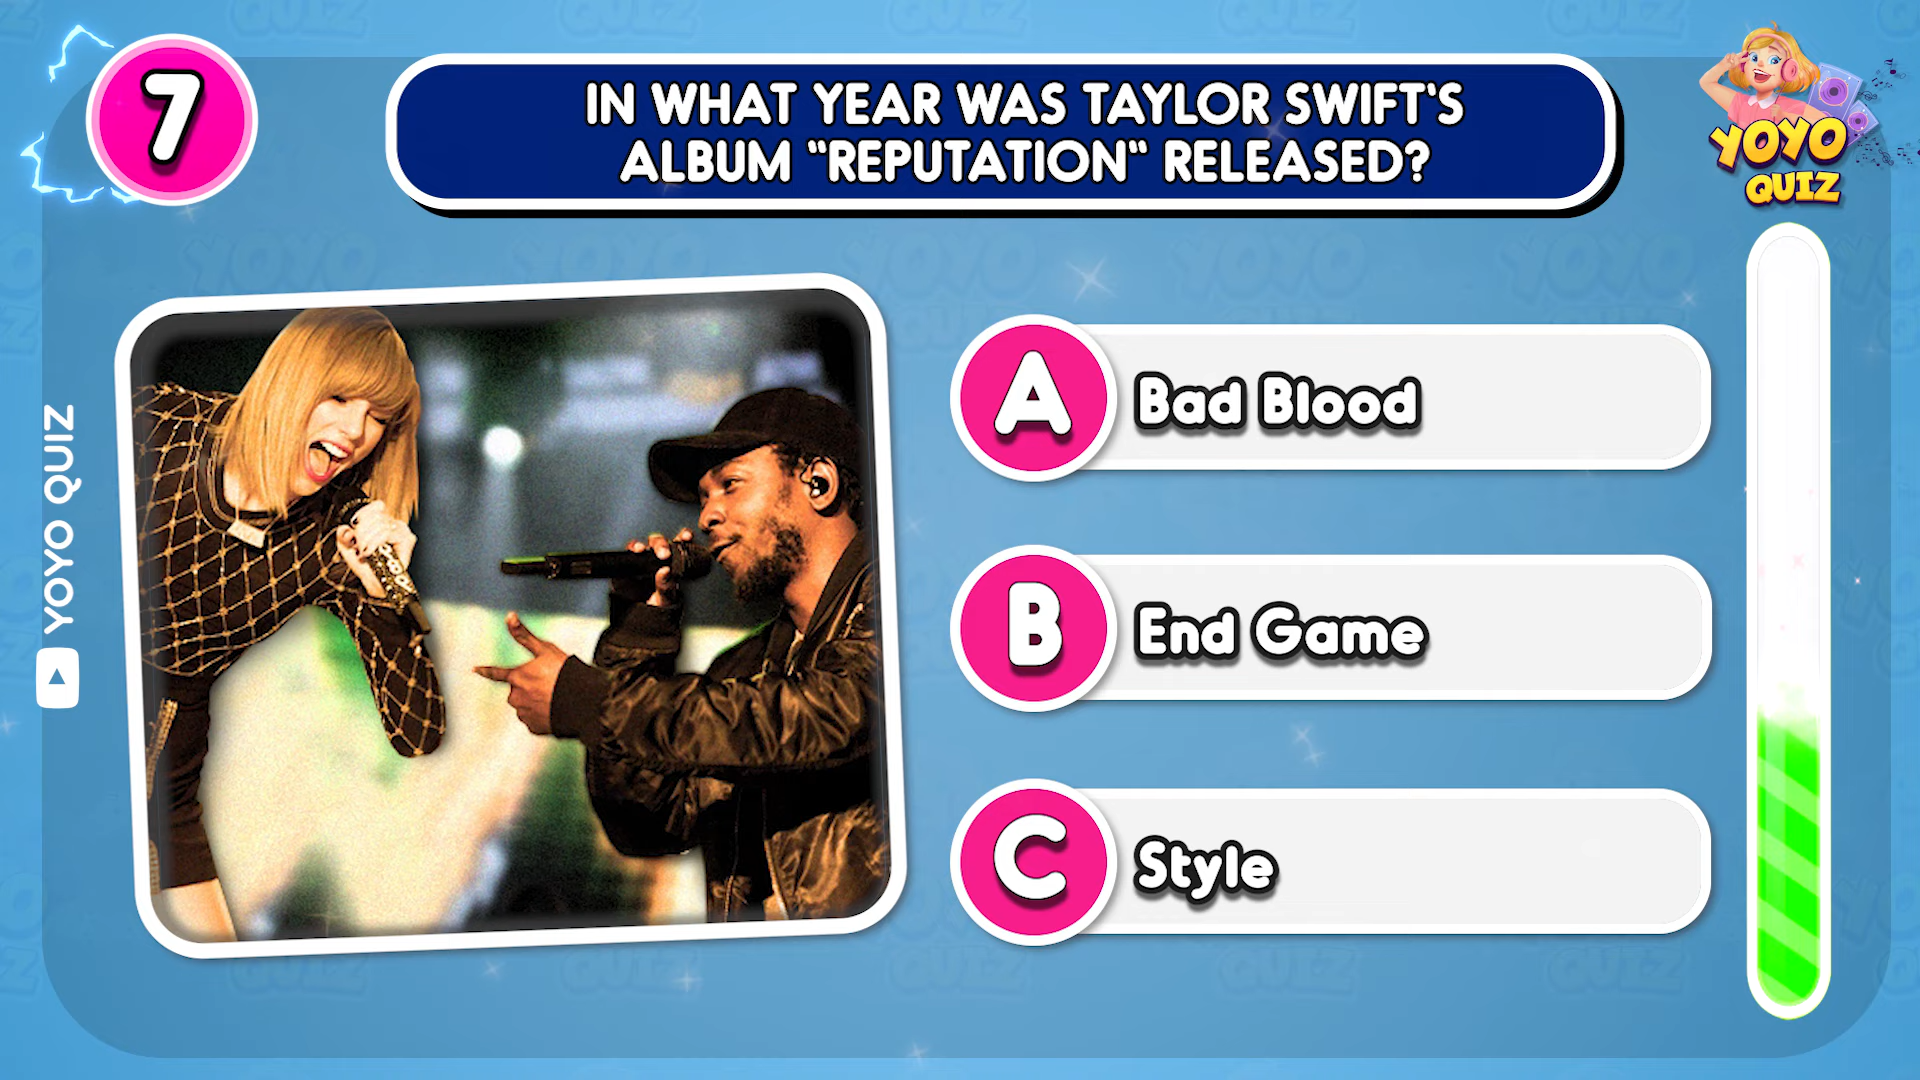 7
IN WHAT YEAR WAS TAYLOR SWIFT'S
ALBUM "REPUTATION" RELEASED?
YOYO
QUIZ
YOYO QUIZ
A
Bad Blood
B
End Game
C
Style